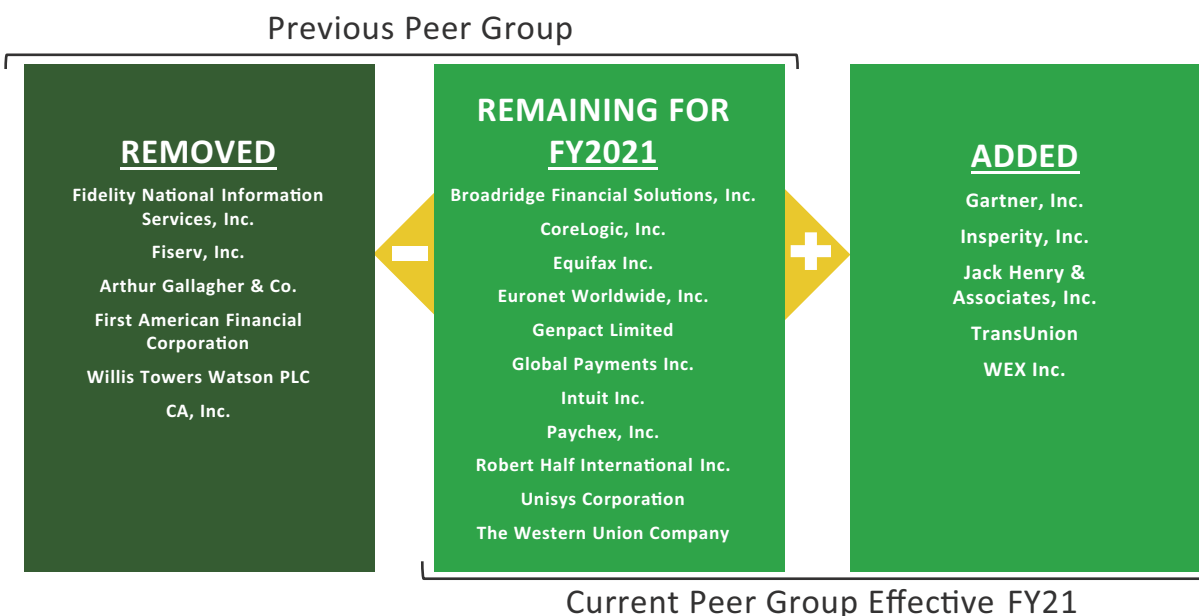 Previous Peer Group
REMOVED
Fidelity National Information
Services, Inc.
Fiserv, Inc.
Arthur Gallagher & Co.
First American Financial
Corporation
Willis Towers Watson PLC
CA, Inc.
REMAINING FOR
FY2021
Broadridge Financial Solutions, Inc.
CoreLogic, Inc.
Equifax Inc.
Euronet Worldwide, Inc.
Genpact Limited
Global Payments Inc.
Intuit Inc.
Paychex, Inc.
Robert Half International Inc.
Unisys Corporation
The Western Union Company
ADDED
Gartner, Inc.
Insperity, Inc.
Jack Henry &
Associates, Inc.
TransUnion
WEX Inc.
Current Peer Group Effective FY21